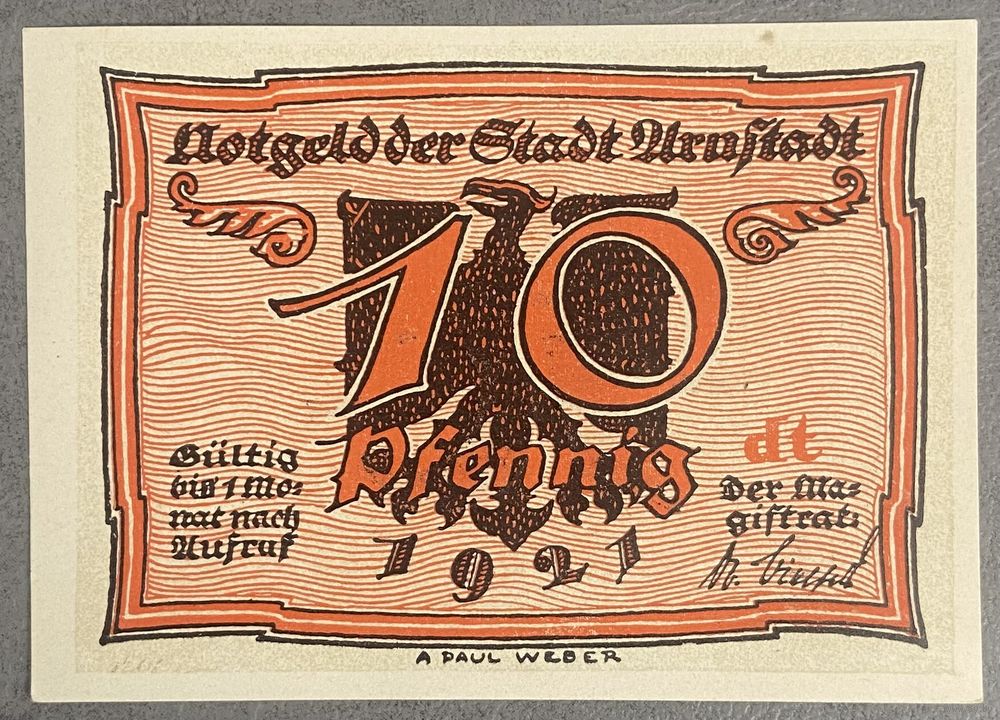 Notgeld der Stadt Arnstadt
10
Pfennig
1921
Gültig
bis 1 Mo=
nat nach
Aufruf
dt
Der Ma=
gistrat:
A PAUL WEBER